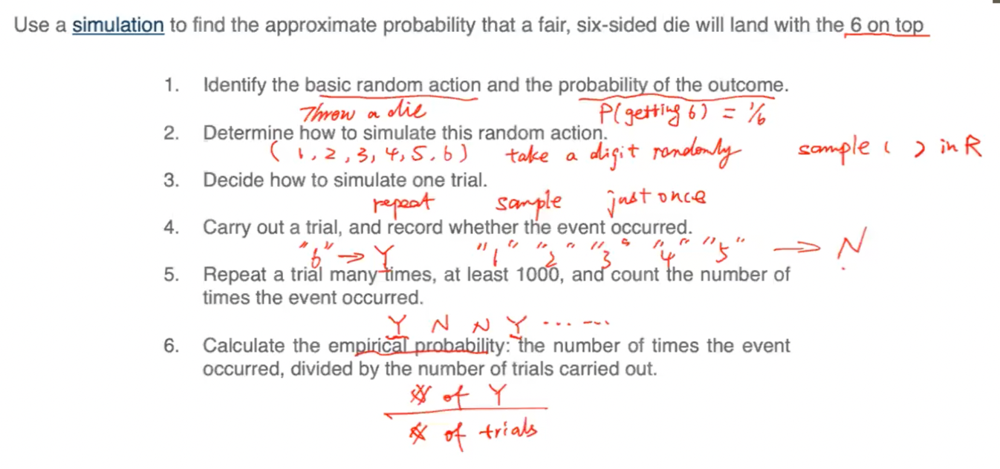 Use a simulation to find the approximate probability that a fair, six-sided die will land with the 6 on top
1. Identify the basic random action and the probability of the outcome.
Throw a die P(getting 6) = 1/6
2. Determine how to simulate this random action.
(1, 2, 3, 4, 5, 6) take a digit randomly sample ( ) in R
3. Decide how to simulate one trial.
repeat sample just once
4. Carry out a trial, and record whether the event occurred.
"6" → Y "1" "2" "3" "4" "5" → N
5. Repeat a trial many times, at least 1000, and count the number of
times the event occurred.
Y N N Y ... ...
6. Calculate the empirical probability: the number of times the event
occurred, divided by the number of trials carried out.
# of Y
# of trials